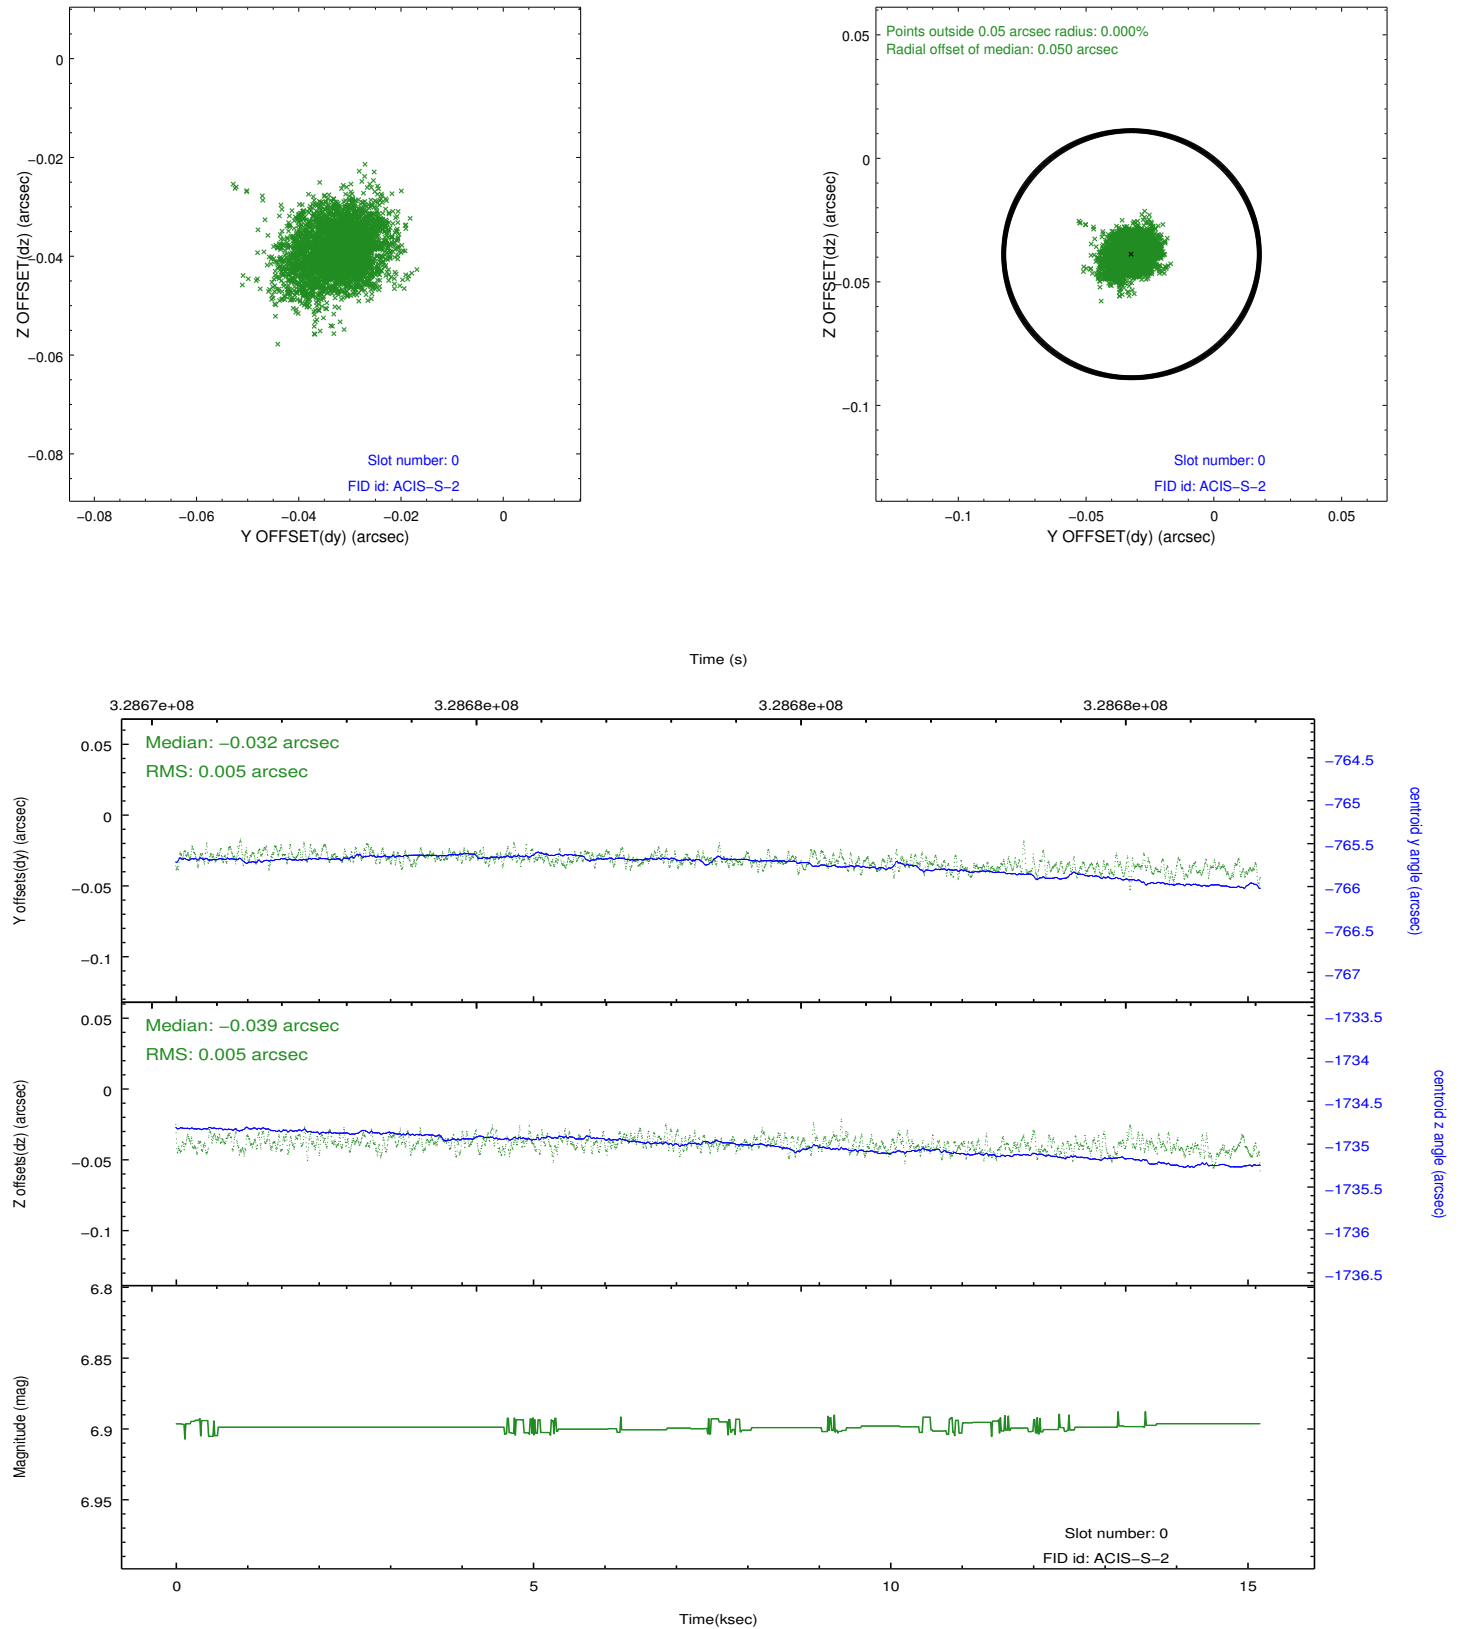 0
−0.02
−0.04
−0.06
−0.08
Z OFFSET(dz) (arcsec)
Slot number: 0
FID id: ACIS−S−2
−0.08
−0.06
−0.04
−0.02
0
Y OFFSET(dy) (arcsec)
Points outside 0.05 arcsec radius: 0.000%
Radial offset of median: 0.050 arcsec
0.05
0
−0.05
−0.1
Z OFFSET(dz) (arcsec)
Slot number: 0
FID id: ACIS−S−2
−0.1
−0.05
0
0.05
Y OFFSET(dy) (arcsec)
Time (s)
3.2867e+08
3.2868e+08
3.2868e+08
3.2868e+08
Median: −0.032 arcsec
RMS: 0.005 arcsec
0.05
0
−0.05
−0.1
Y offsets(dy) (arcsec)
−764.5
−765
−765.5
−766
−766.5
−767
centroid y angle (arcsec)
Median: −0.039 arcsec
RMS: 0.005 arcsec
0.05
0
−0.05
−0.1
Z offsets(dz) (arcsec)
−1733.5
−1734
−1734.5
−1735
−1735.5
−1736
−1736.5
centroid z angle (arcsec)
6.8
6.85
6.9
6.95
Magnitude (mag)
Slot number: 0
FID id: ACIS−S−2
0
5
10
15
Time(ksec)